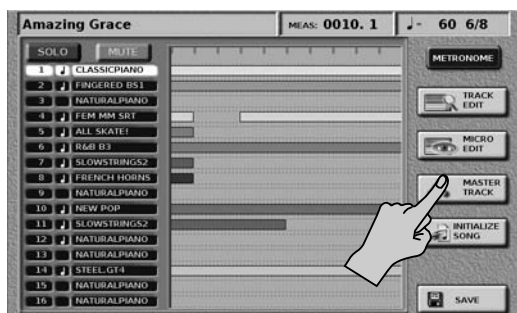 Amazing Grace MEAS: 0010. 1 ♩- 60 6/8
SOLO MUTE
METRONOME
1 CLASSICPIANO
2 FINGERED BS1
3 NATURALPIANO
TRACK
EDIT
4 FEM MM SRT
5 ALL SKATE!
6 R&B B3
MICRO
EDIT
7 SLOWSTRINGS2
8 FRENCH HORNS
9 NATURALPIANO
MASTER
TRACK
10 NEW POP
11 SLOWSTRINGS2
12 NATURALPIANO
INITIALIZE
SONG
13 NATURALPIANO
14 STEEL.GT4
15 NATURALPIANO
16 NATURALPIANO
SAVE